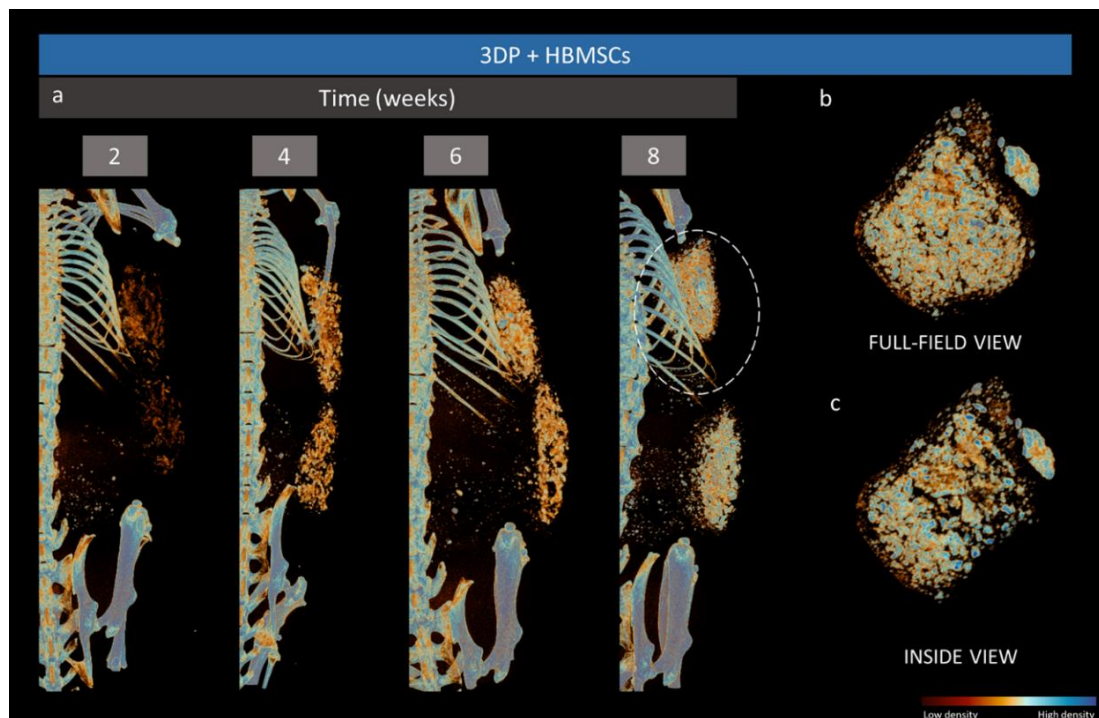 3DP + HBMSCs
a
Time (weeks)
b
2
4
6
8
FULL-FIELD VIEW
c
INSIDE VIEW
Low density
High density